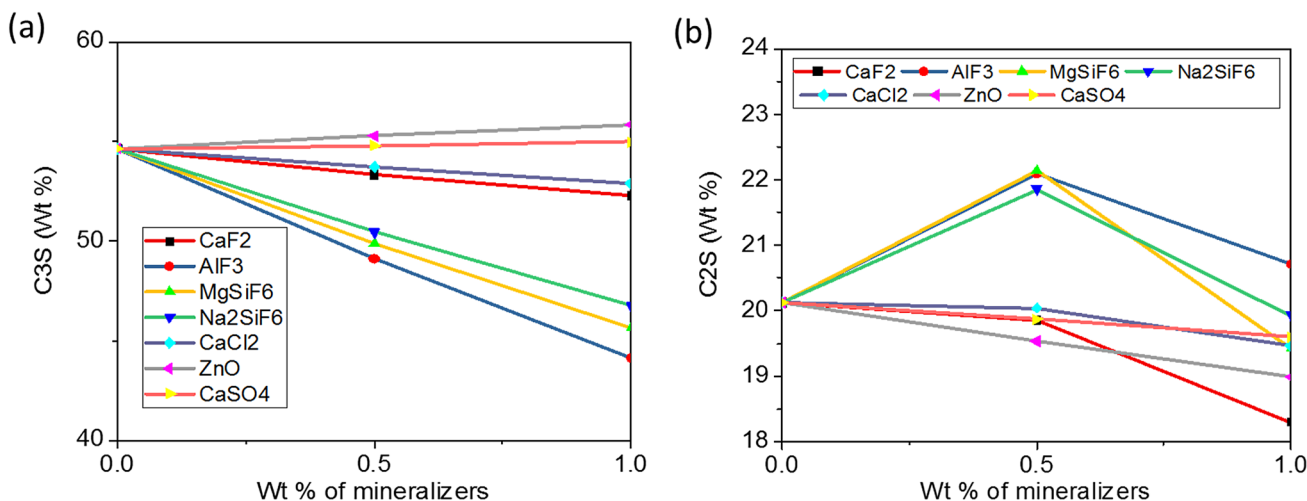 (a)
60
50
40
C3S (Wt %)
CaF2
AlF3
MgSiF6
Na2SiF6
CaCl2
ZnO
CaSO4
0.0 0.5 1.0
Wt % of mineralizers
(b)
24
23
22
21
20
19
18
C2S (Wt %)
CaF2 AlF3 MgSiF6 Na2SiF6
CaCl2 ZnO CaSO4
0.0 0.5 1.0
Wt % of mineralizers